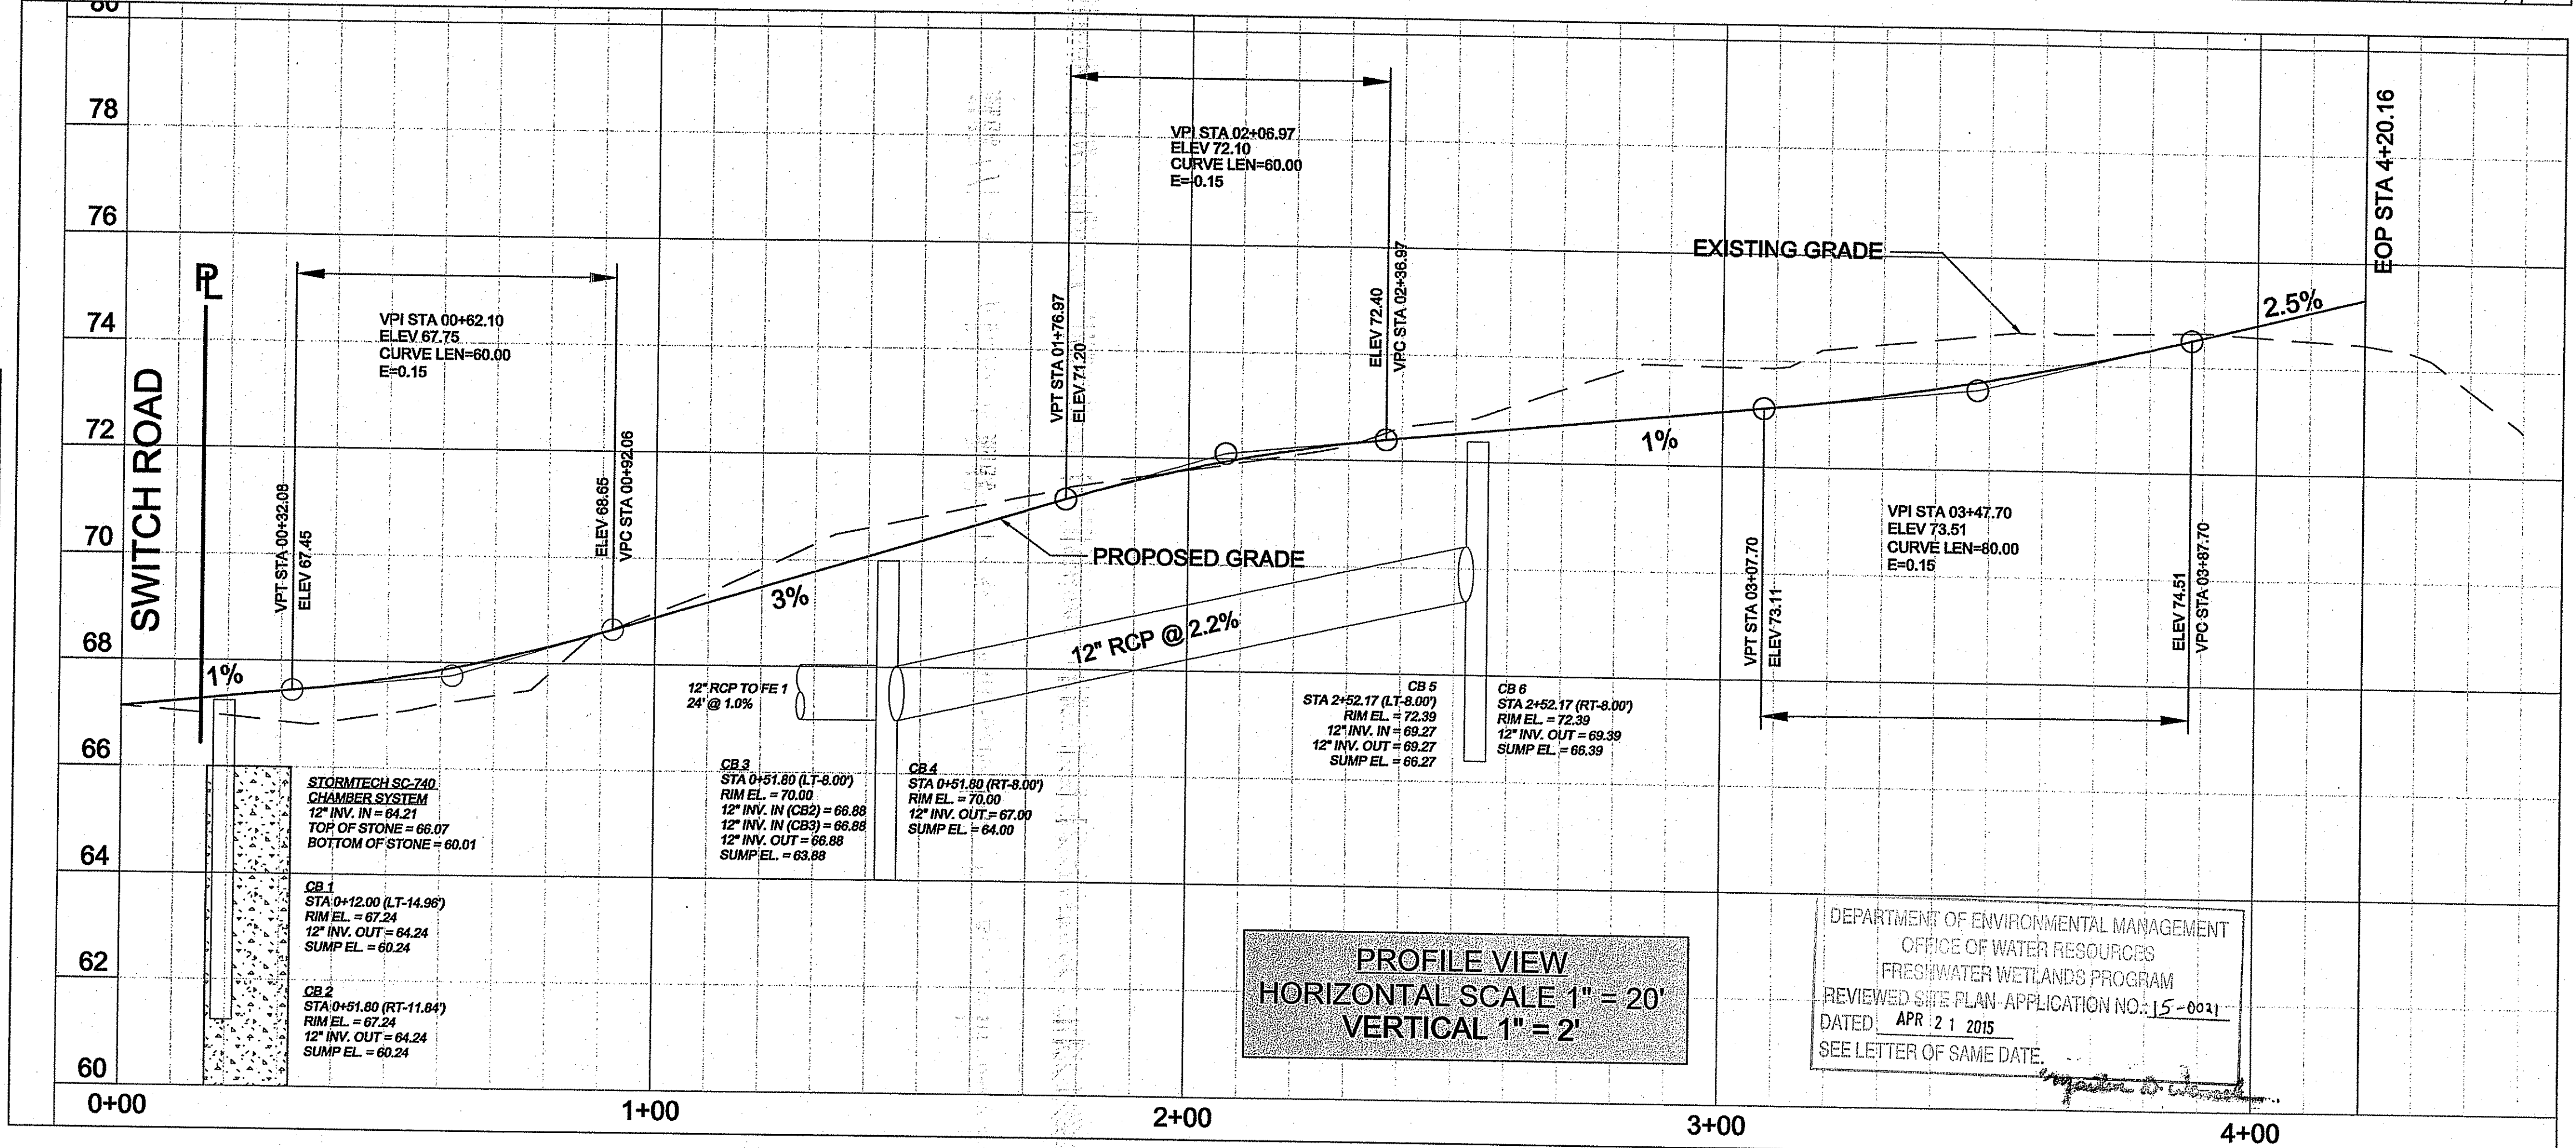 80
78
76
74
72
70
68
66
64
62
60
0+00
1+00
2+00
3+00
4+00
SWITCH ROAD
PL
1%
VPT STA 00+32.08
ELEV 67.45
VPI STA 00+62.10
ELEV 67.75
CURVE LEN=60.00
E=0.15
ELEV 68.65
VPC STA 00+92.06
3%
PROPOSED GRADE
VPT STA 01+76.97
ELEV 71.20
VPI STA 02+06.97
ELEV 72.10
CURVE LEN=60.00
E=-0.15
ELEV 72.40
VPC STA 02+36.97
EXISTING GRADE
1%
VPT STA 03+07.70
ELEV 73.11
VPI STA 03+47.70
ELEV 73.51
CURVE LEN=80.00
E=0.15
ELEV 74.51
VPC STA 03+87.70
2.5%
EOP STA 4+20.16
12" RCP @ 2.2%
12" RCP TO FE 1
24' @ 1.0%
STORMTECH SC-740
CHAMBER SYSTEM
12" INV. IN = 64.21
TOP OF STONE = 66.07
BOTTOM OF STONE = 60.01
CB 1
STA 0+12.00 (LT-14.96')
RIM EL. = 67.24
12" INV. OUT = 64.24
SUMP EL. = 60.24
CB 2
STA 0+51.80 (RT-11.84')
RIM EL. = 67.24
12" INV. OUT = 64.24
SUMP EL. = 60.24
CB 3
STA 0+51.80 (LT-8.00')
RIM EL. = 70.00
12" INV. IN (CB2) = 66.88
12" INV. IN (CB3) = 66.88
12" INV. OUT = 66.88
SUMP EL. = 63.88
CB 4
STA 0+51.80 (RT-8.00')
RIM EL. = 70.00
12" INV. OUT = 67.00
SUMP EL. = 64.00
CB 5
STA 2+52.17 (LT-8.00')
RIM EL. = 72.39
12" INV. IN = 69.27
12" INV. OUT = 69.27
SUMP EL. = 66.27
CB 6
STA 2+52.17 (RT-8.00')
RIM EL. = 72.39
12" INV. OUT = 69.39
SUMP EL. = 66.39
PROFILE VIEW
HORIZONTAL SCALE 1" = 20'
VERTICAL 1" = 2'
DEPARTMENT OF ENVIRONMENTAL MANAGEMENT
OFFICE OF WATER RESOURCES
FRESHWATER WETLANDS PROGRAM
REVIEWED SITE PLAN APPLICATION NO.: 15-0021
DATED APR 21 2015
SEE LETTER OF SAME DATE.